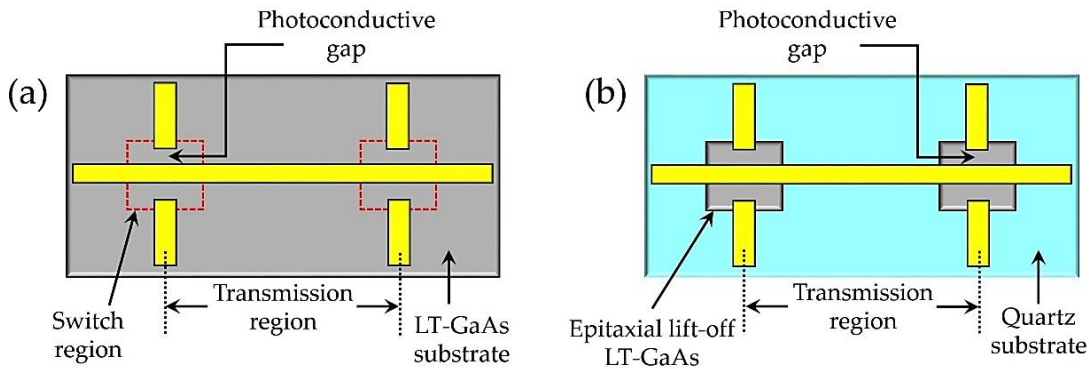 (a)
Photoconductive
gap
Switch
region
Transmission
region
LT-GaAs
substrate
(b)
Photoconductive
gap
Epitaxial lift-off
LT-GaAs
Transmission
region
Quartz
substrate